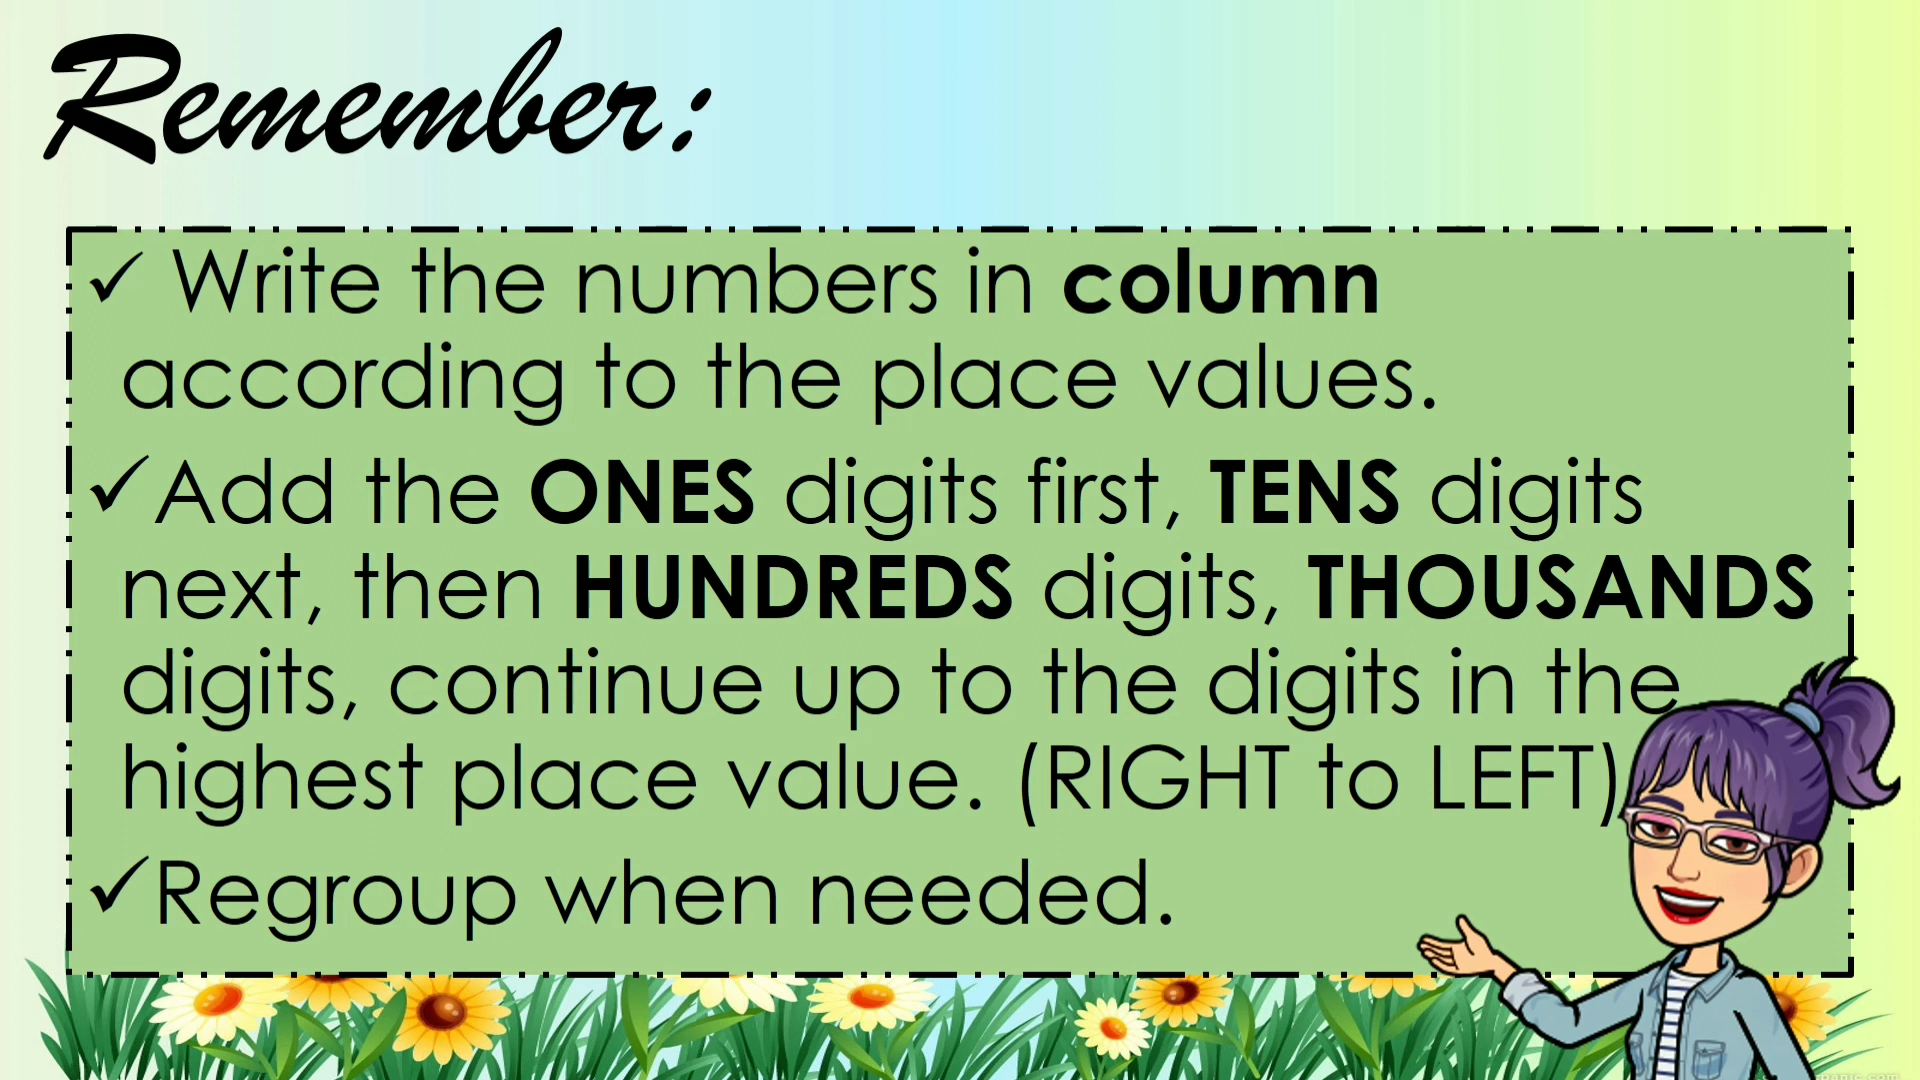 Remember:
✓ Write the numbers in column
according to the place values.
✓Add the ONES digits first, TENS digits
next, then HUNDREDS digits, THOUSANDS
digits, continue up to the digits in the
highest place value. (RIGHT to LEFT)
✓Regroup when needed.